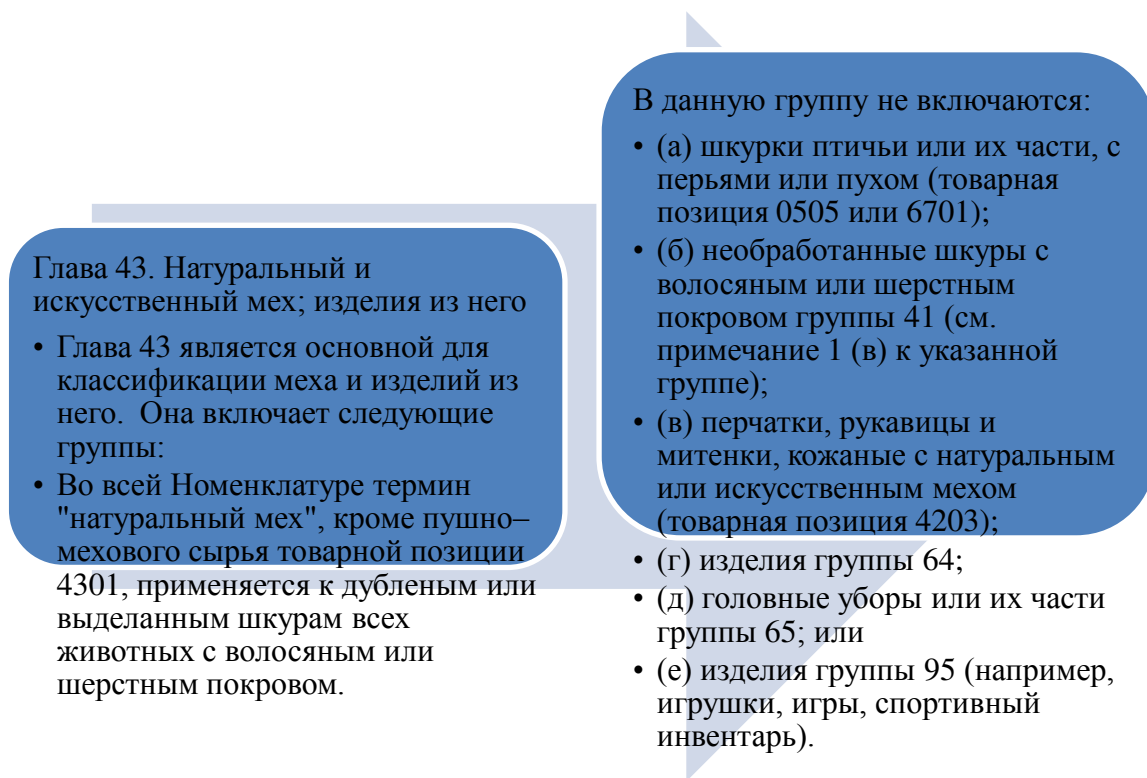 Глава 43. Натуральный и
искусственный мех; изделия из него
• Глава 43 является основной для
классификации меха и изделий из
него. Она включает следующие
группы:
• Во всей Номенклатуре термин
"натуральный мех", кроме пушно–
мехового сырья товарной позиции
4301, применяется к дубленым или
выделанным шкурам всех
животных с волосяным или
шерстным покровом.
В данную группу не включаются:
• (а) шкурки птичьи или их части, с
перьями или пухом (товарная
позиция 0505 или 6701);
• (б) необработанные шкуры с
волосяным или шерстным
покровом группы 41 (см.
примечание 1 (в) к указанной
группе);
• (в) перчатки, рукавицы и
митенки, кожаные с натуральным
или искусственным мехом
(товарная позиция 4203);
• (г) изделия группы 64;
• (д) головные уборы или их части
группы 65; или
• (е) изделия группы 95 (например,
игрушки, игры, спортивный
инвентарь).